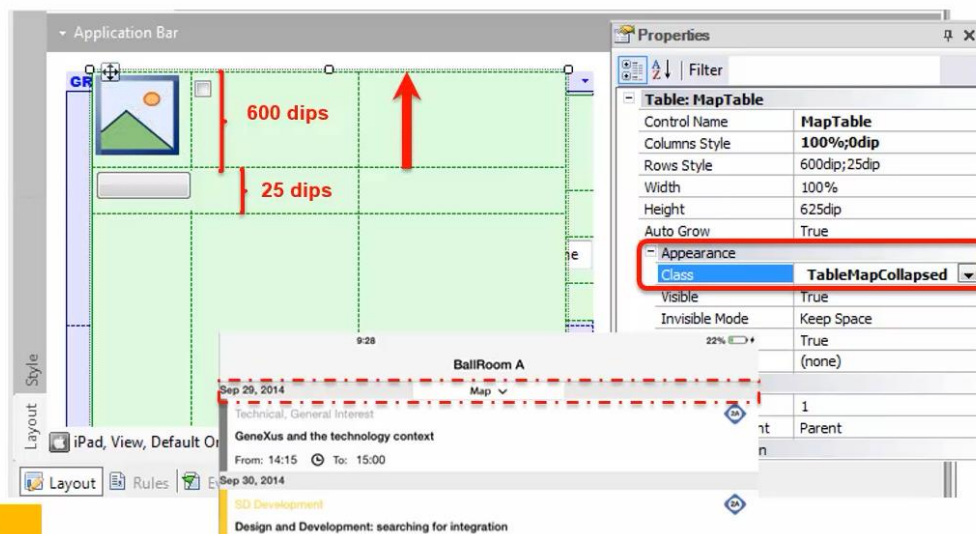 Application Bar
GR
600 dips
25 dips
Style
Layout
iPad, View, Default Or
Layout
Rules
Properties
Filter
Table: MapTable
Control Name MapTable
Columns Style 100%;0dip
Rows Style 600dip;25dip
Width 100%
Height 625dip
Auto Grow True
Appearance
Class TableMapCollapsed
Visible True
Invisible Mode Keep Space
True
(none)
1
Parent
9:28
22%
BallRoom A
Sep 29, 2014
Map
Technical, General Interest
2A
GeneXus and the technology context
From: 14:15 To: 15:00
Sep 30, 2014
SD Development
2A
Design and Development: searching for integration